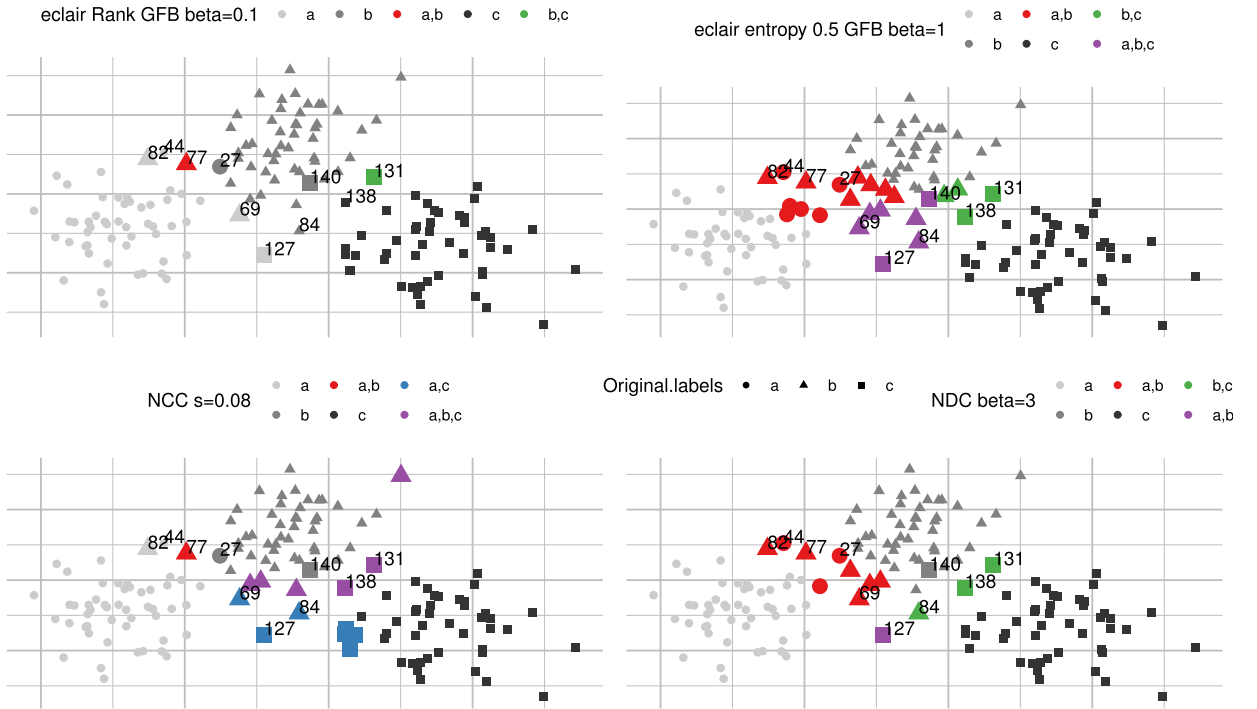 eclair Rank GFB beta=0.1 a b a,b c b,c
eclair entropy 0.5 GFB beta=1 a a,b b,c
b c a,b,c
82 44 77 27 140 131 138 69 84 127
82 44 77 27 140 131 138 69 84 127
NCC s=0.08 a a,b a,c
b c a,b,c
Original.labels a b c
NDC beta=3 a a,b b,c
b c a,b
82 44 77 27 140 131 138 69 84 127
82 44 77 27 140 131 138 69 84 127